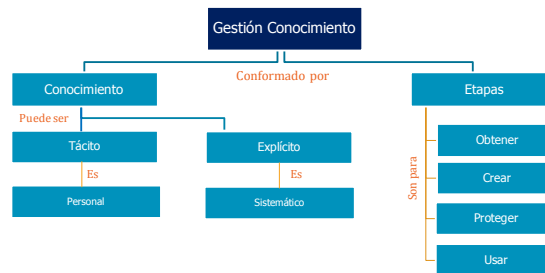 Gestión Conocimiento
Conformado por
Conocimiento
Etapas
Puede ser
Tácito
Explícito
Es
Es
Personal
Sistemático
Son para
Obtener
Crear
Proteger
Usar